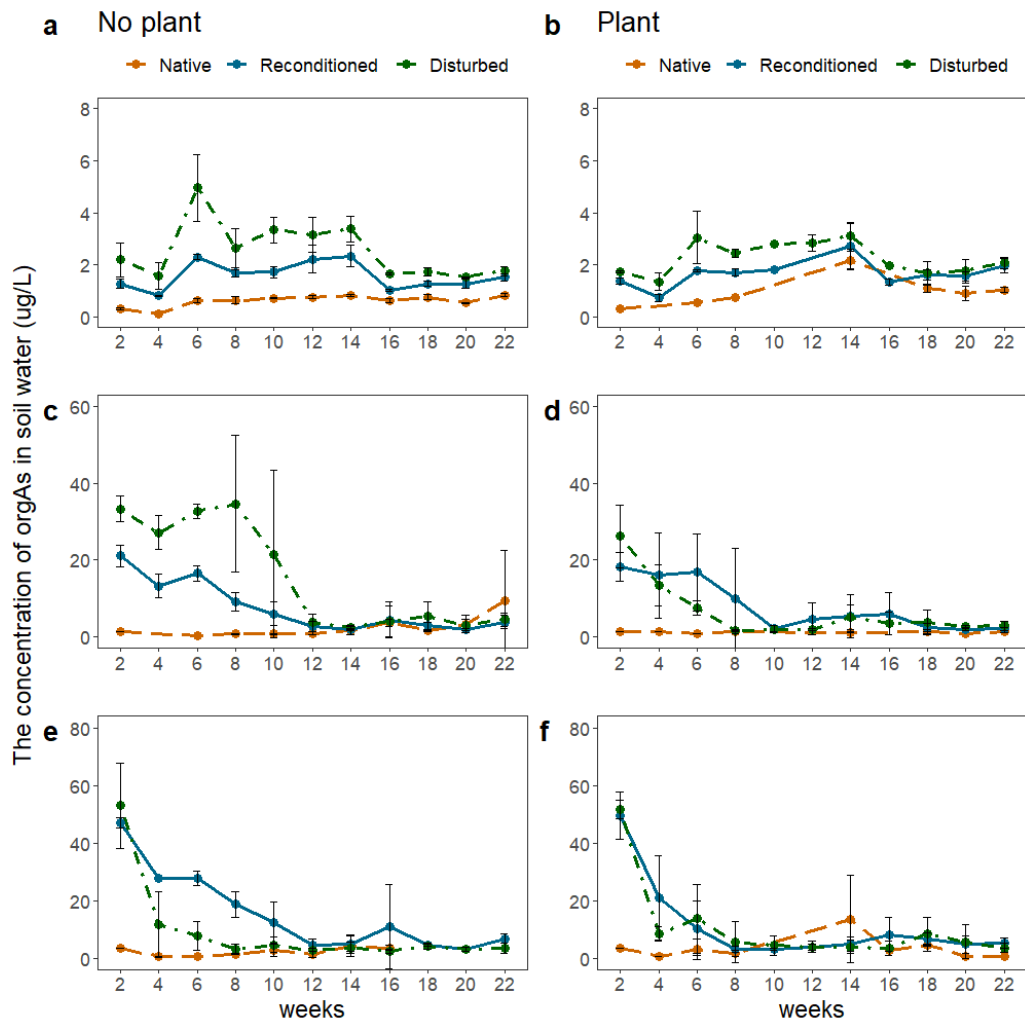 a No plant b Plant
Native Reconditioned Disturbed Native Reconditioned Disturbed
The concentration of orgAs in soil water (ug/L)
8
6
4
2
0
2 4 6 8 10 12 14 16 18 20 22
8
6
4
2
0
2 4 6 8 10 12 14 16 18 20 22
c
60
40
20
0
2 4 6 8 10 12 14 16 18 20 22
d
60
40
20
0
2 4 6 8 10 12 14 16 18 20 22
e
80
60
40
20
0
2 4 6 8 10 12 14 16 18 20 22
weeks
f
80
60
40
20
0
2 4 6 8 10 12 14 16 18 20 22
weeks